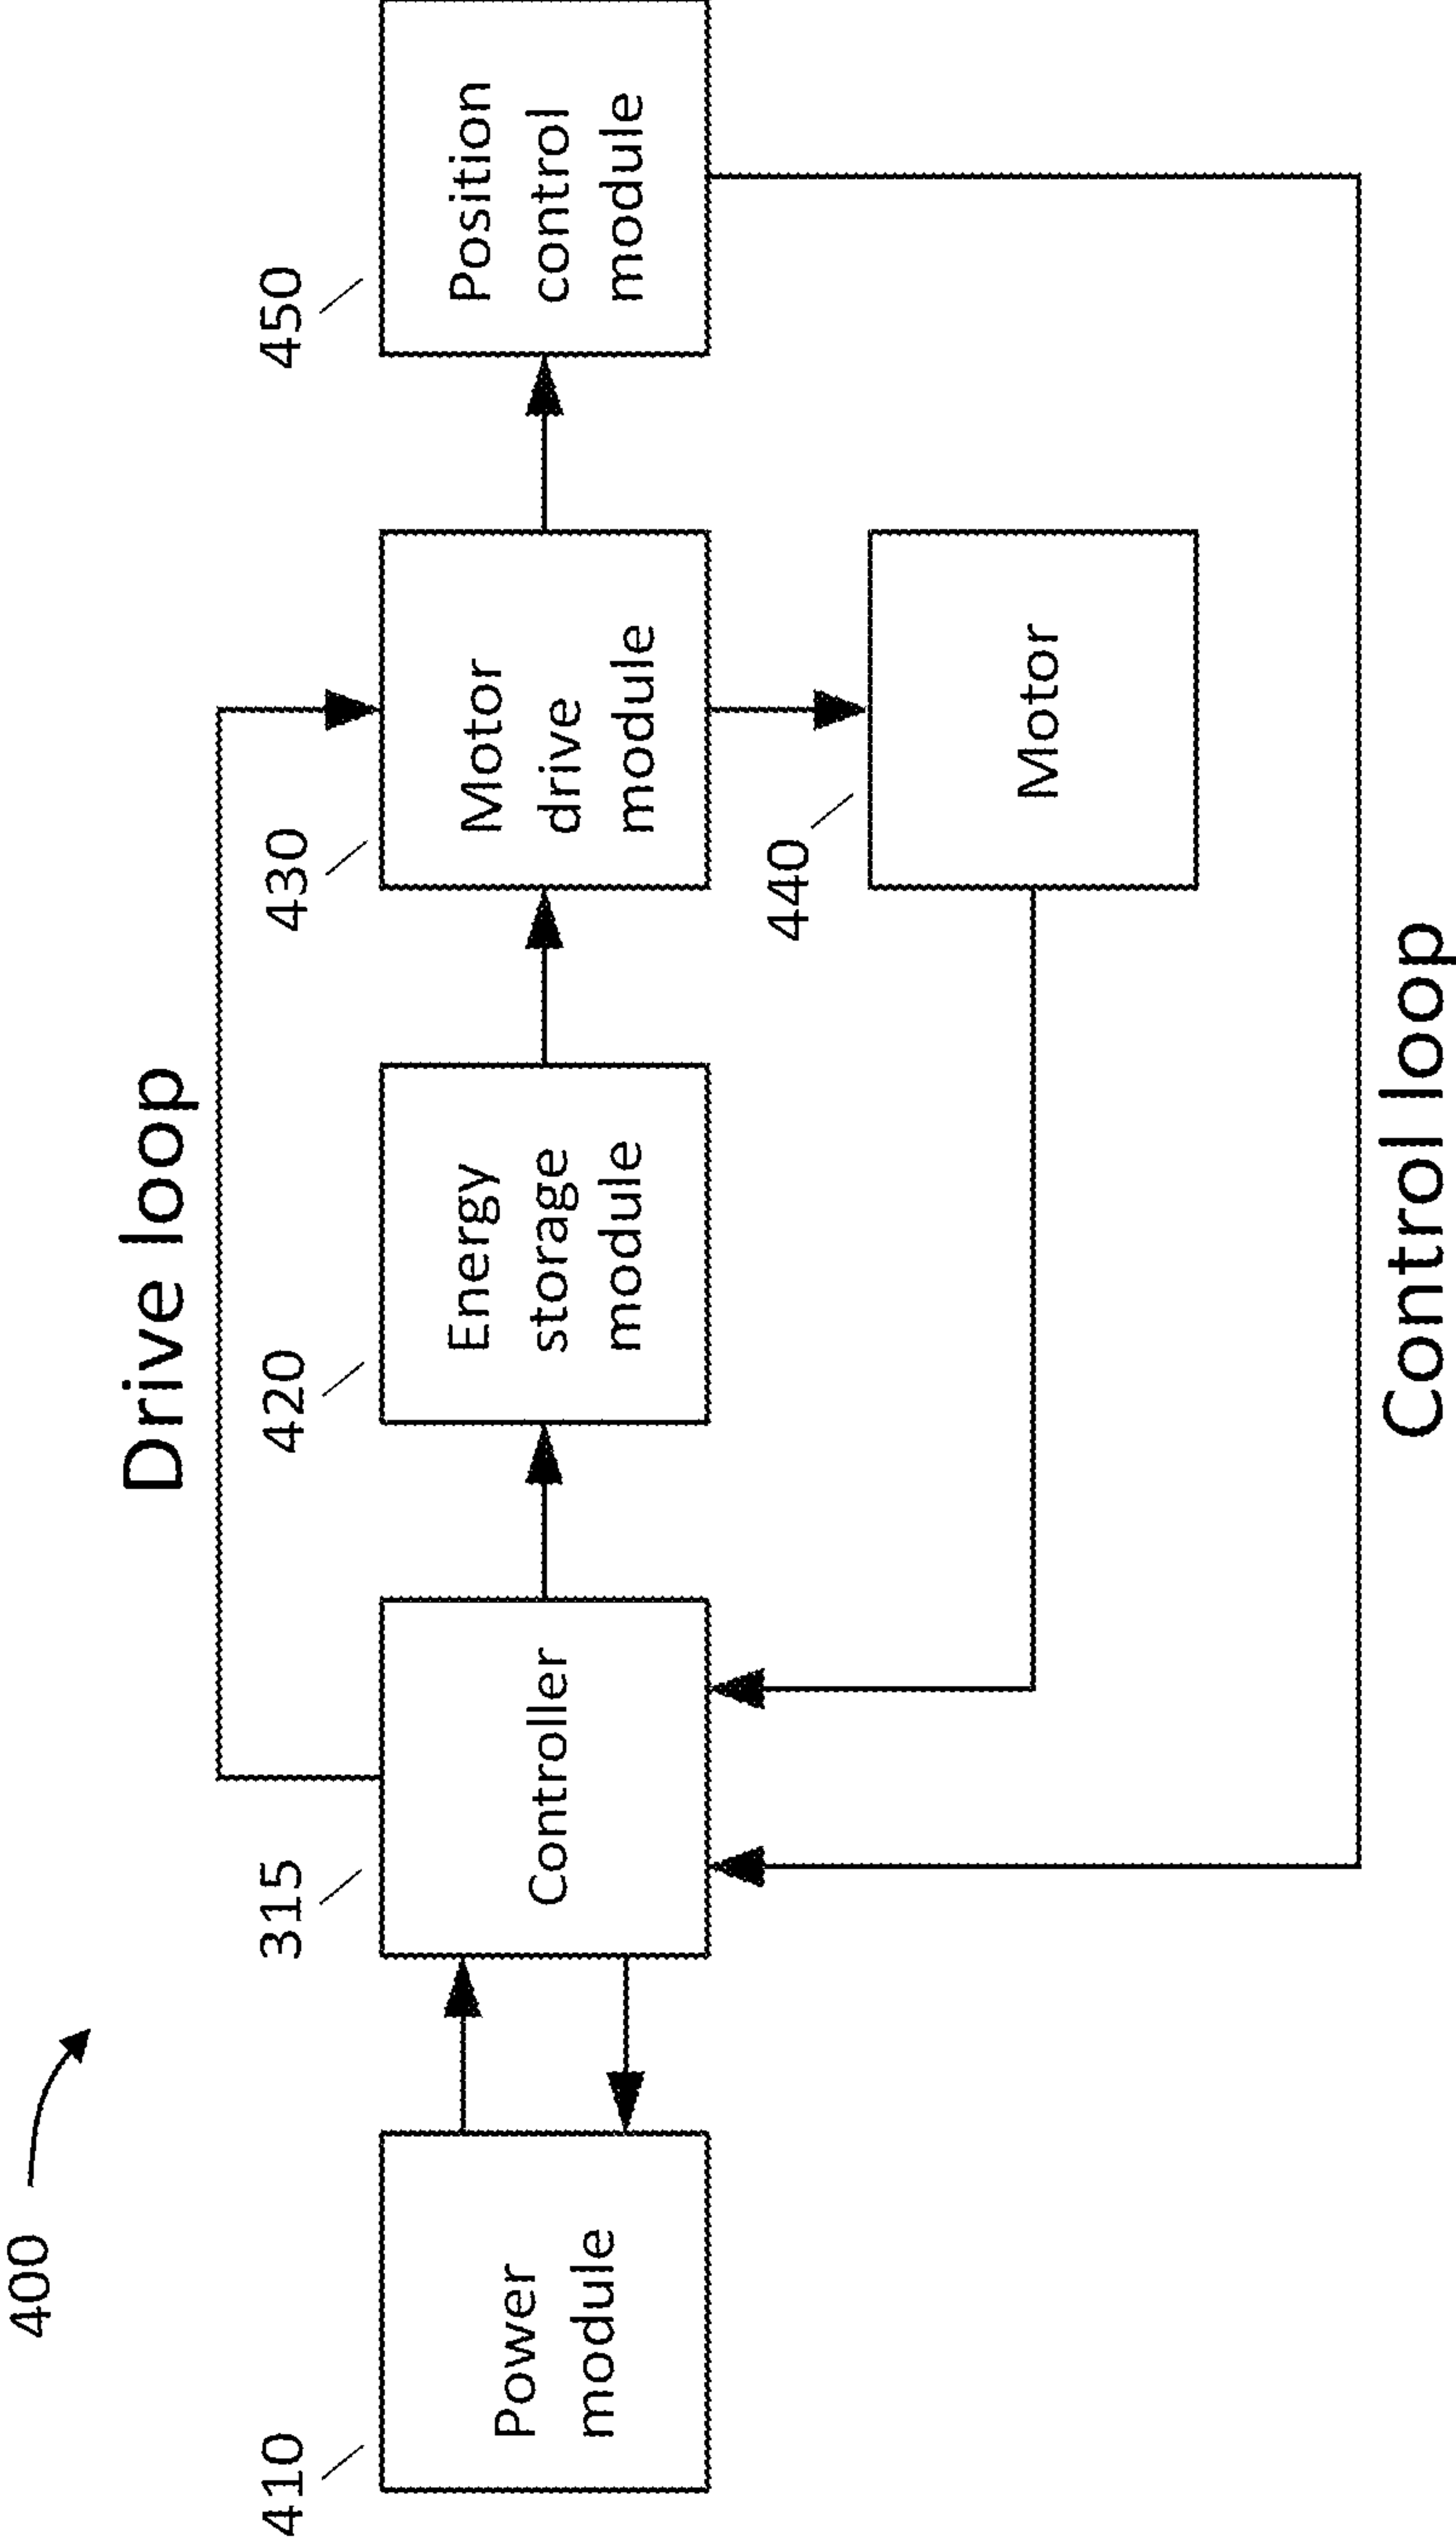 400
Drive loop
410
315
420
430
450
Power
module
Controller
Energy
storage
module
Motor
drive
module
Position
control
module
440
Motor
Control loop